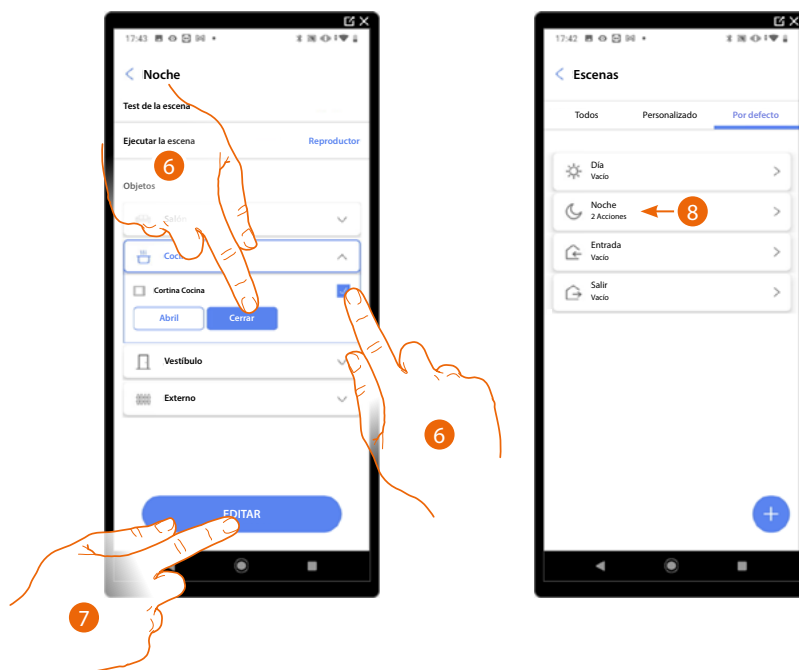 17:43
Noche
Test de la escena
Ejecutar la escena
Reproductor
6
Objetos
Cortina Cocina
Abril
Cerrar
Vestíbulo
Externo
6
EDITAR
7
17:42
Escenas
Todos
Personalizado
Por defecto
Día
Vacío
Noche
2 Acciones
8
Entrada
Vacío
Salir
Vacío
+